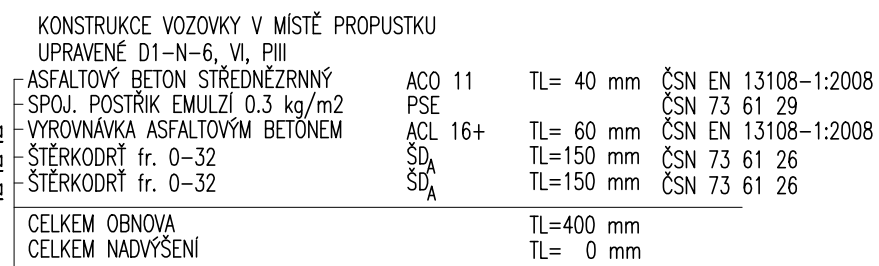 KONSTRUKCE VOZOVKY V MÍSTĚ PROPUSTKU
UPRAVENÉ D1-N-6, VI, PIII
ASFALTOVÝ BETON STŘEDNĚZRNNÝ ACO 11 TL= 40 mm ČSN EN 13108-1:2008
SPOJ. POSTŘIK EMULZÍ 0.3 kg/m2 PSE ČSN 73 61 29
VYROVNÁVKA ASFALTOVÝM BETONEM ACL 16+ TL= 60 mm ČSN EN 13108-1:2008
ŠTĚRKODRŤ fr. 0-32 ŠDA TL=150 mm ČSN 73 61 26
ŠTĚRKODRŤ fr. 0-32 ŠDA TL=150 mm ČSN 73 61 26
CELKEM OBNOVA TL=400 mm
CELKEM NADVÝŠENÍ TL= 0 mm